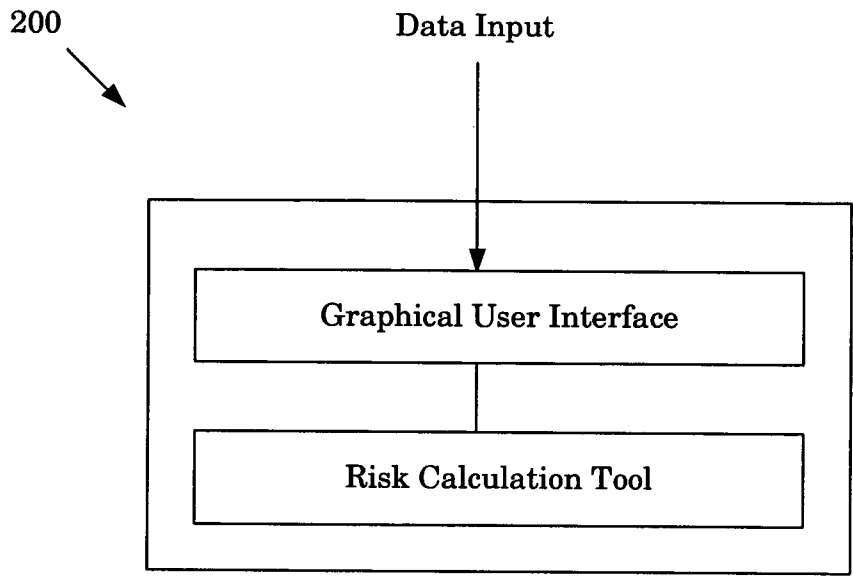 200
Data Input
Graphical User Interface
Risk Calculation Tool